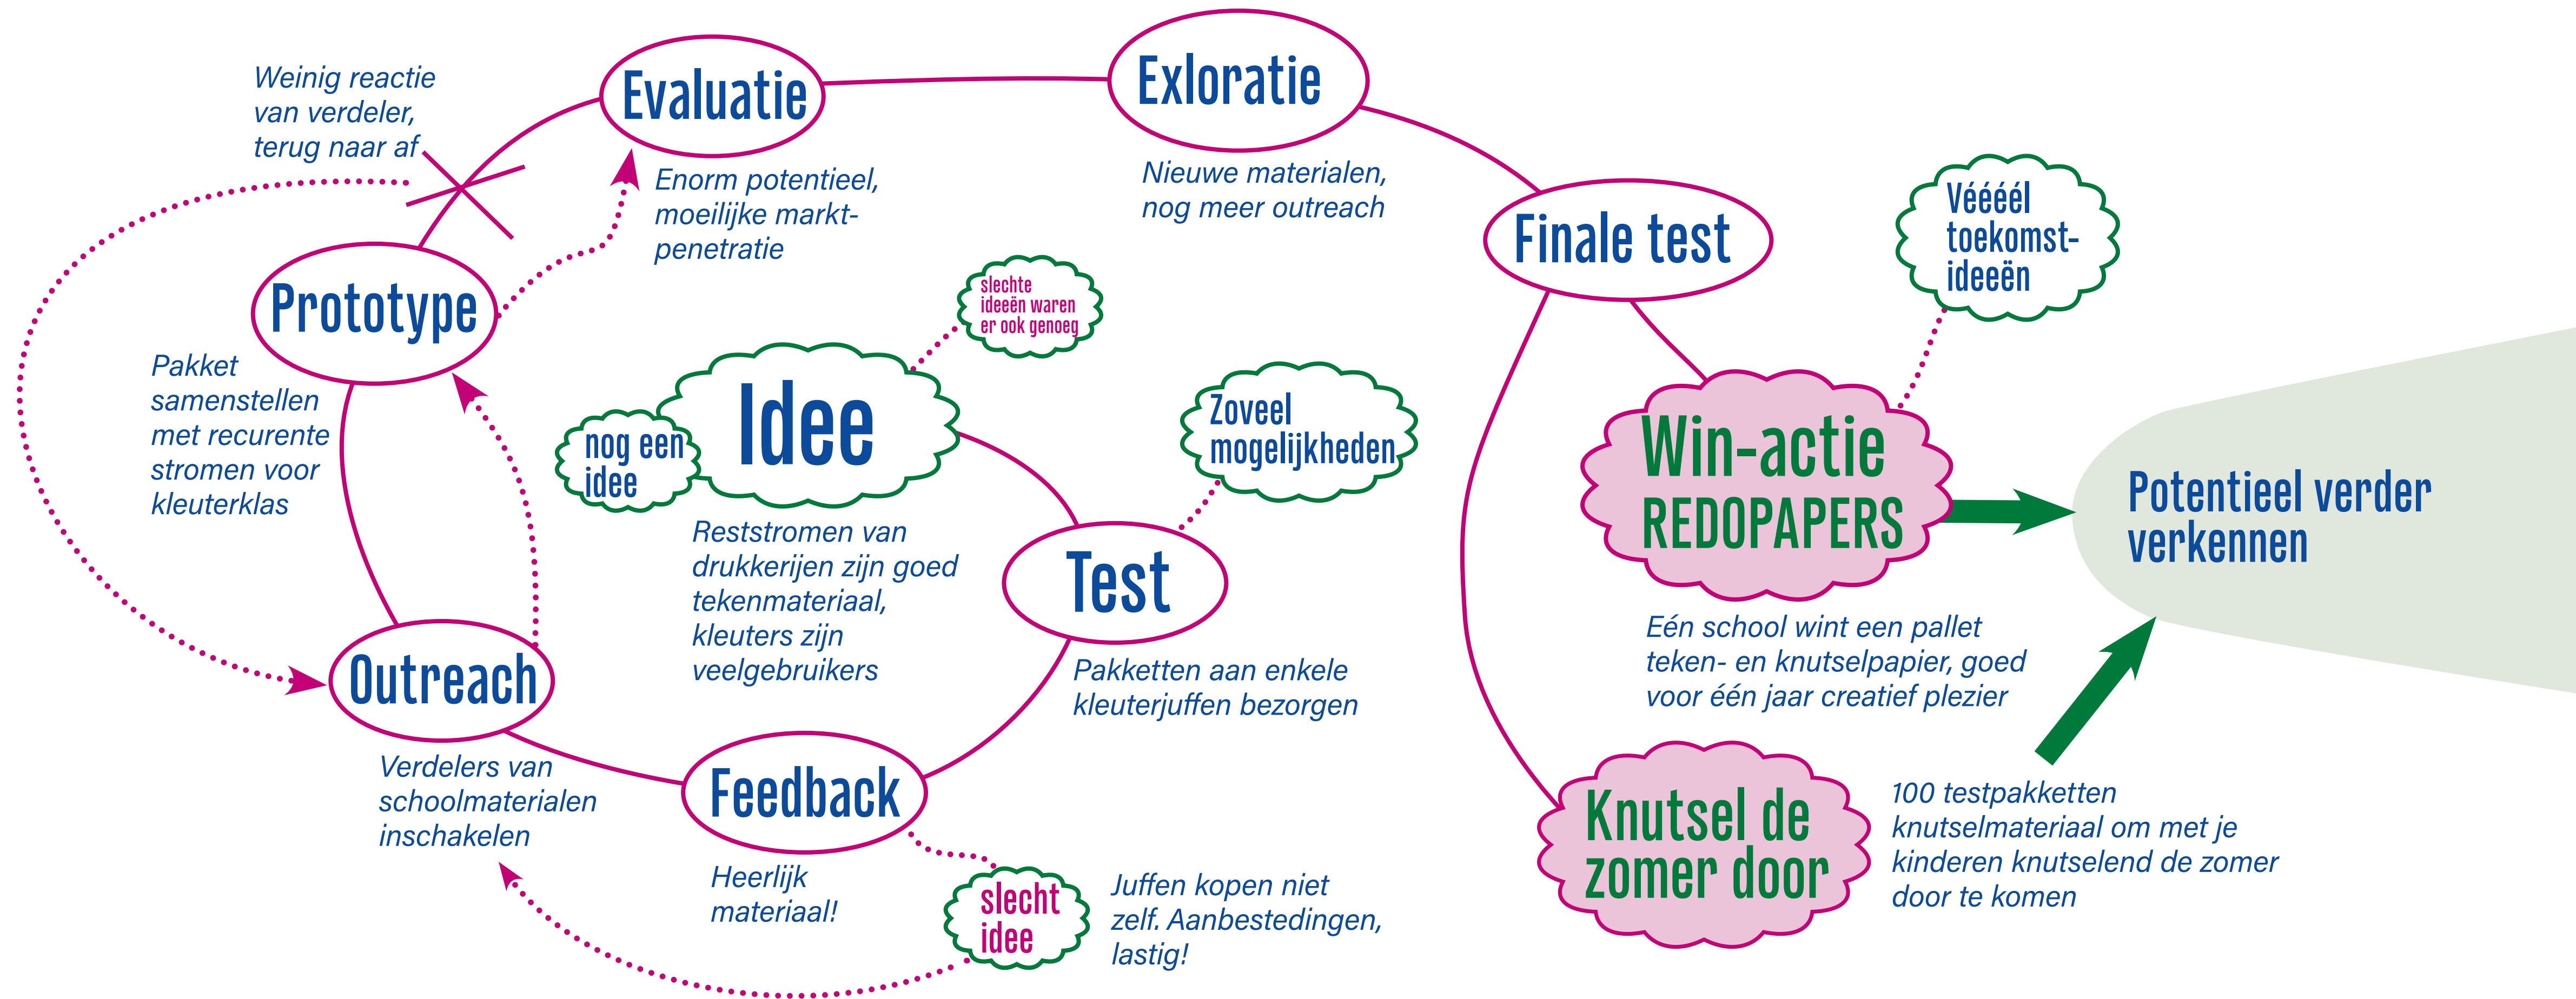 Weinig reactie
van verdeler,
terug naar af
Evaluatie
Enorm potentieel,
moeilijke markt-
penetratie
Exloratie
Nieuwe materialen,
nog meer outreach
Finale test
Véééél
toekomst-
ideeën
Prototype
Pakket
samenstellen
met recurente
stromen voor
kleuterklas
slechte
ideeën waren
er ook genoeg
Idee
nog een
idee
Reststromen van
drukkerijen zijn goed
tekenmateriaal,
kleuters zijn
veelgebruikers
Zoveel
mogelijkheden
Test
Pakketten aan enkele
kleuterjuffen bezorgen
Win-actie
REDOPAPERS
Eén school wint een pallet
teken- en knutselpapier, goed
voor één jaar creatief plezier
Potentieel verder
verkennen
Outreach
Verdelers van
schoolmaterialen
inschakelen
Feedback
Heerlijk
materiaal!
slecht
idee
Juffen kopen niet
zelf. Aanbestedingen,
lastig!
Knutsel de
zomer door
100 testpakketten
knutselmateriaal om met je
kinderen knutselend de zomer
door te komen